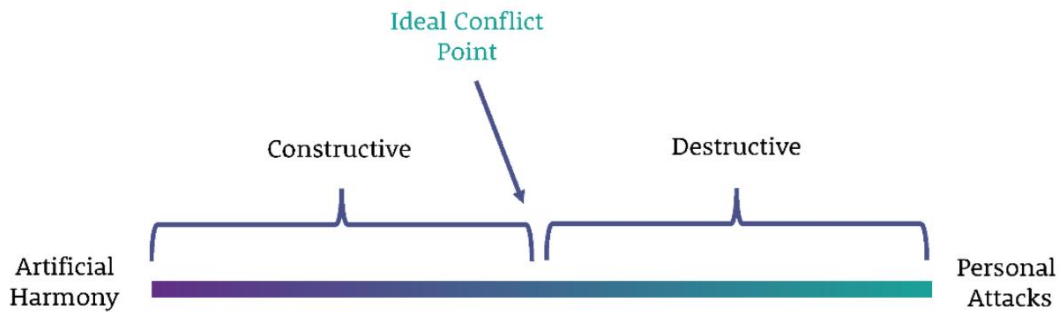 Ideal Conflict
Point
Constructive
Destructive
Artificial
Harmony
Personal
Attacks